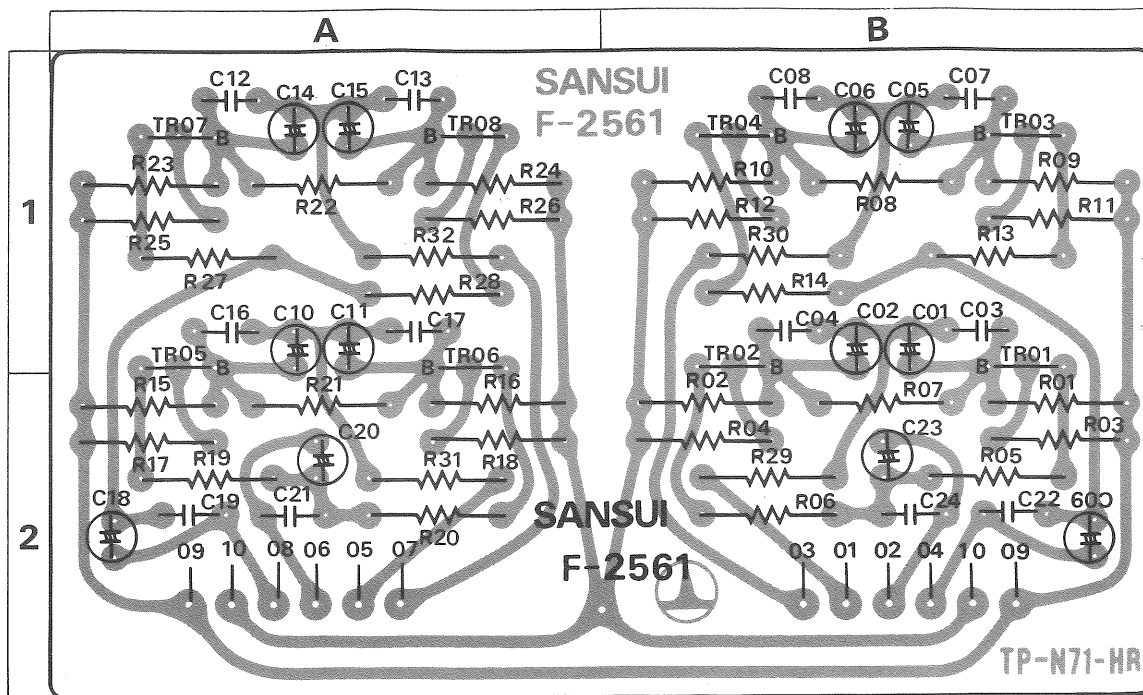 A B
C12 C14 C15 C13 SANSUI C08 C06 C05 C07
F-2561
TR07 B B TR08 TR04 B B TR03
R23 R24 R10 R09
R22 R08
1 R26 R12 R11
R25 R32 R30 R13
R27 R28 R14
C16 C10 C11 C17 C04 C02 C01 C03
TR05 B B TR06 TR02 B B TR01
R15 R21 R16 R02 R07 R01
C20 R04 C23 R03
R17 R19 R31 R18 R29 R05
C18 C19 C21 R20 SANSUI R06 C24 C22 C09
2 09 10 08 06 05 07 F-2561 03 01 02 04 10 09
TP-N71-HR